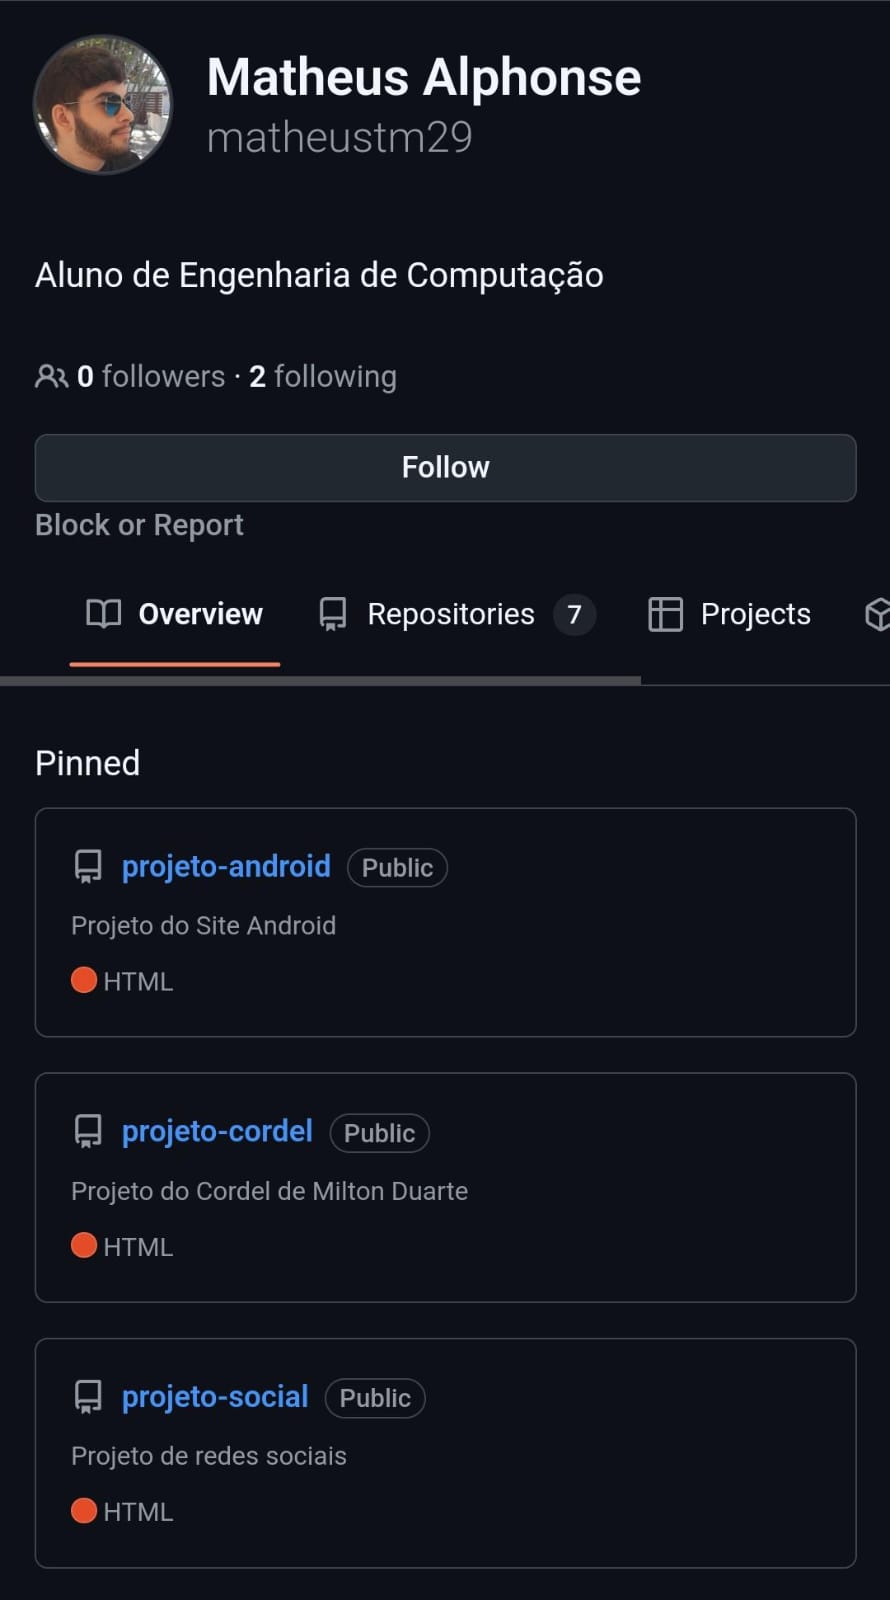 Matheus Alphonse
matheustm29
Aluno de Engenharia de Computação
0 followers · 2 following
Follow
Block or Report
Overview Repositories 7 Projects
Pinned
projeto-android Public
Projeto do Site Android
HTML
projeto-cordel Public
Projeto do Cordel de Milton Duarte
HTML
projeto-social Public
Projeto de redes sociais
HTML